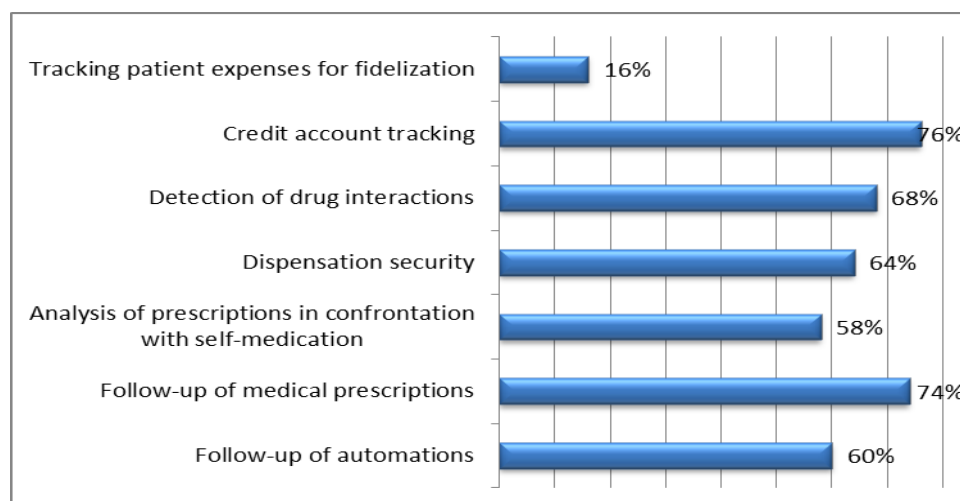 Tracking patient expenses for fidelization
16%
Credit account tracking
76%
Detection of drug interactions
68%
Dispensation security
64%
Analysis of prescriptions in confrontation
with self-medication
58%
Follow-up of medical prescriptions
74%
Follow-up of automations
60%